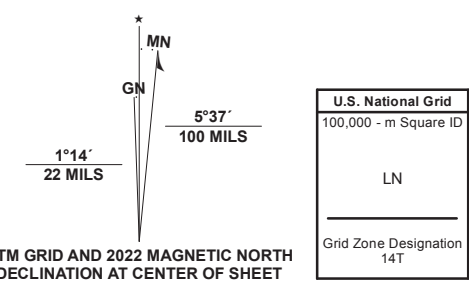 ★
MN
GN
5°37´
100 MILS
1°14´
22 MILS
TM GRID AND 2022 MAGNETIC NORTH
DECLINATION AT CENTER OF SHEET
U.S. National Grid
100,000 - m Square ID
LN
Grid Zone Designation
14T